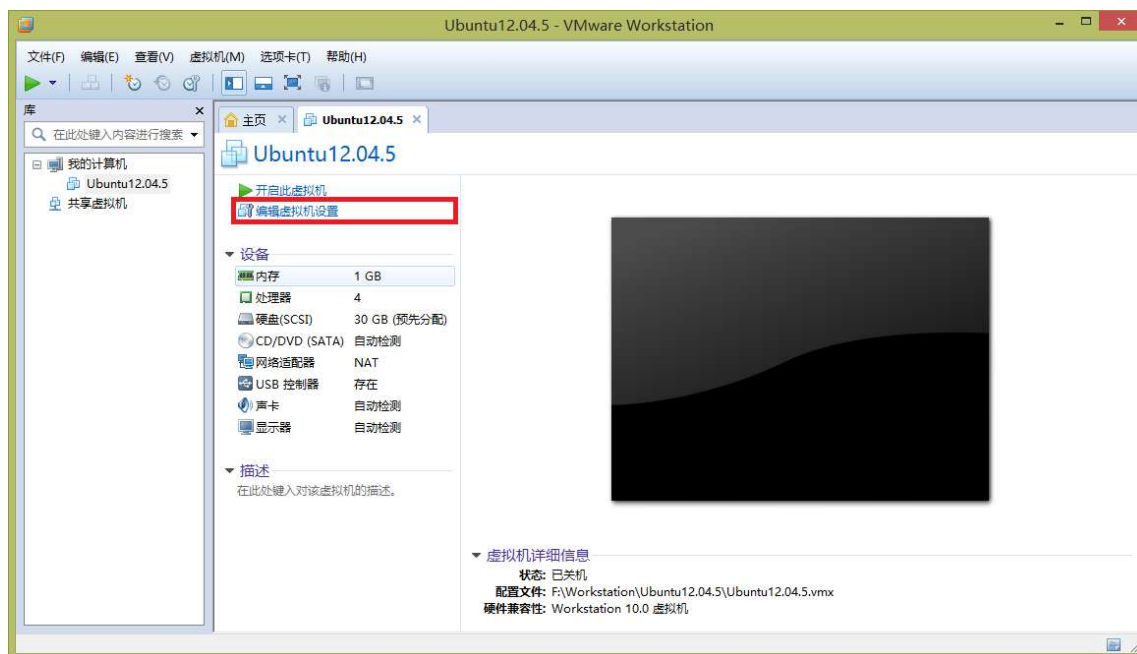 Ubuntu12.04.5 - VMware Workstation
文件(F) 编辑(E) 查看(V) 虚拟机(M) 选项卡(T) 帮助(H)
库
在此处键入内容进行搜索
我的计算机
Ubuntu12.04.5
共享虚拟机
主页 Ubuntu12.04.5
Ubuntu12.04.5
开启此虚拟机
编辑虚拟机设置
设备
内存 1 GB
处理器 4
硬盘(SCSI) 30 GB (预先分配)
CD/DVD (SATA) 自动检测
网络适配器 NAT
USB 控制器 存在
声卡 自动检测
显示器 自动检测
描述
在此处键入对该虚拟机的描述。
虚拟机详细信息
状态: 已关机
配置文件: F:\Workstation\Ubuntu12.04.5\Ubuntu12.04.5.vmx
硬件兼容性: Workstation 10.0 虚拟机